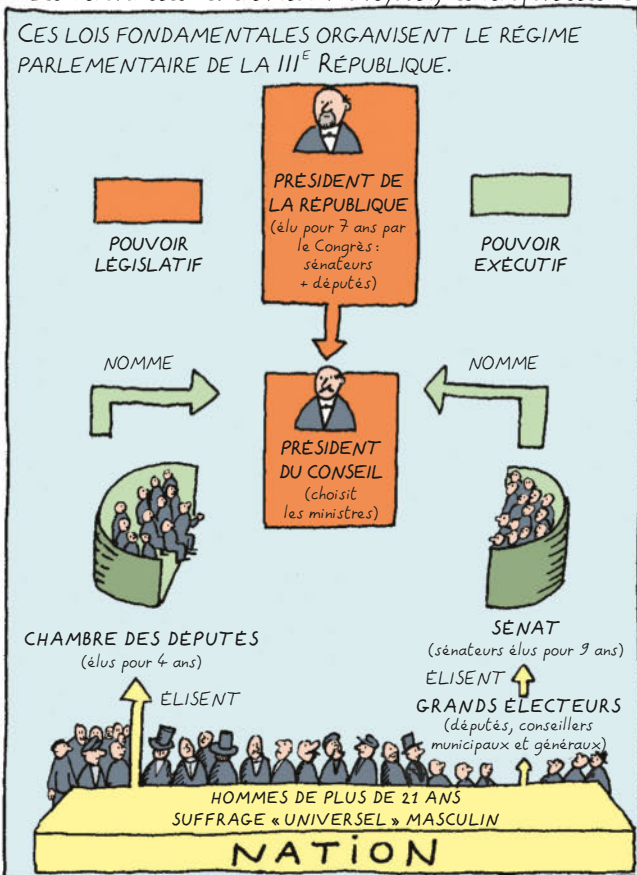 CES LOIS FONDAMENTALES ORGANISENT LE RÉGIME
PARLEMENTAIRE DE LA IIIE RÉPUBLIQUE.
PRÉSIDENT DE
LA RÉPUBLIQUE
(élu pour 7 ans par
le Congrès :
sénateurs
+ députés)
POUVOIR
LÉGISLATIF
POUVOIR
EXÉCUTIF
NOMME
NOMME
PRÉSIDENT
DU CONSEIL
(choisit
les ministres)
CHAMBRE DES DÉPUTÉS
(élus pour 4 ans)
ÉLISENT
SÉNAT
(sénateurs élus pour 9 ans)
ÉLISENT
GRANDS ÉLECTEURS
(députés, conseillers
municipaux et généraux)
HOMMES DE PLUS DE 21 ANS
SUFFRAGE « UNIVERSEL » MASCULIN
NATION